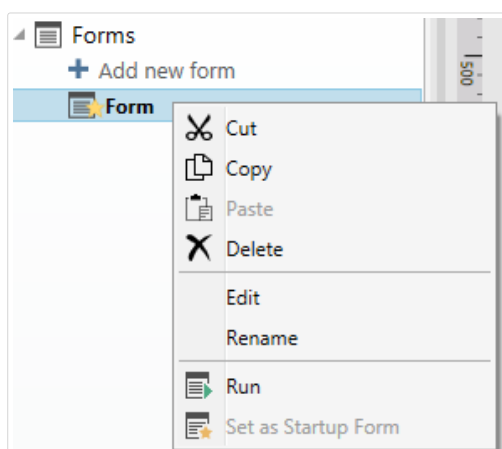 Forms
Add new form
Form
500
Cut
Copy
Paste
Delete
Edit
Rename
Run
Set as Startup Form